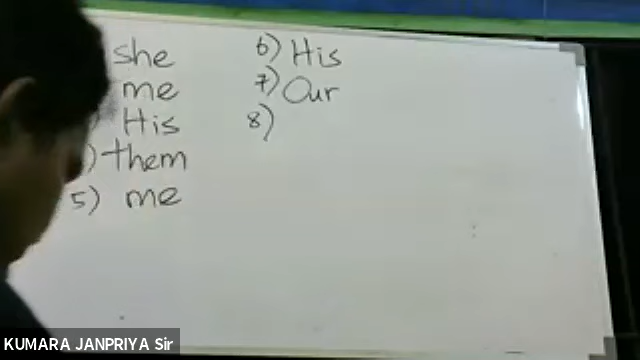 she
me
His
) them
5) me
6) His
7) Our
8)
KUMARA JANPRIYA Sir